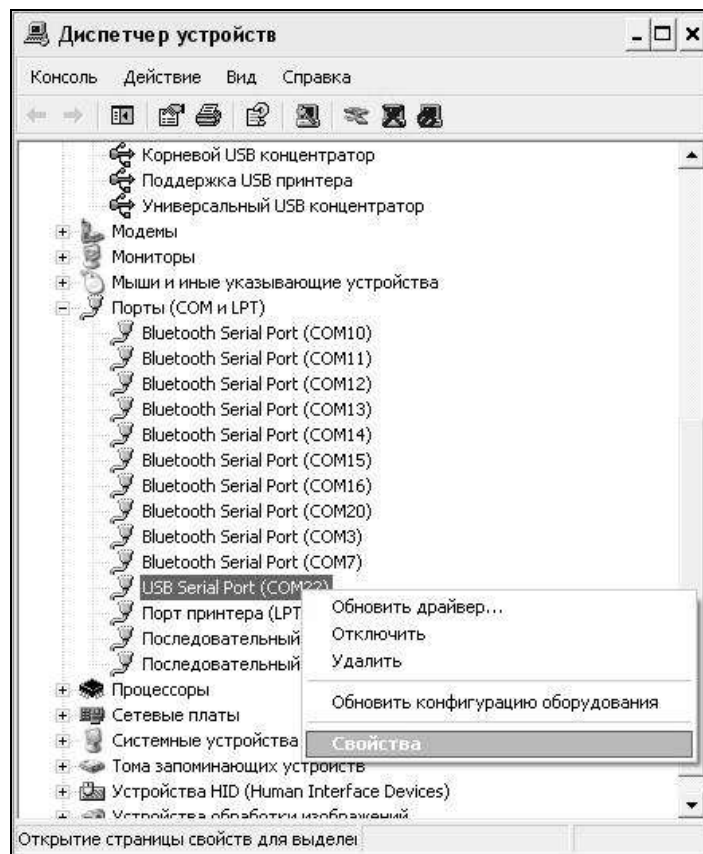 Диспетчер устройств
Консоль Действие Вид Справка
Корневой USB концентратор
Поддержка USB принтера
Универсальный USB концентратор
Модемы
Мониторы
Мыши и иные указывающие устройства
Порты (COM и LPT)
Bluetooth Serial Port (COM10)
Bluetooth Serial Port (COM11)
Bluetooth Serial Port (COM12)
Bluetooth Serial Port (COM13)
Bluetooth Serial Port (COM14)
Bluetooth Serial Port (COM15)
Bluetooth Serial Port (COM16)
Bluetooth Serial Port (COM20)
Bluetooth Serial Port (COM3)
Bluetooth Serial Port (COM7)
USB Serial Port (COM22)
Порт принтера (LPT
Последовательный
Последовательный
Обновить драйвер...
Отключить
Удалить
Обновить конфигурацию оборудования
Свойства
Процессоры
Сетевые платы
Системные устройства
Тома запоминающих устройств
Устройства HID (Human Interface Devices)
Устройства обработки изображений
Открытие страницы свойств для выделен